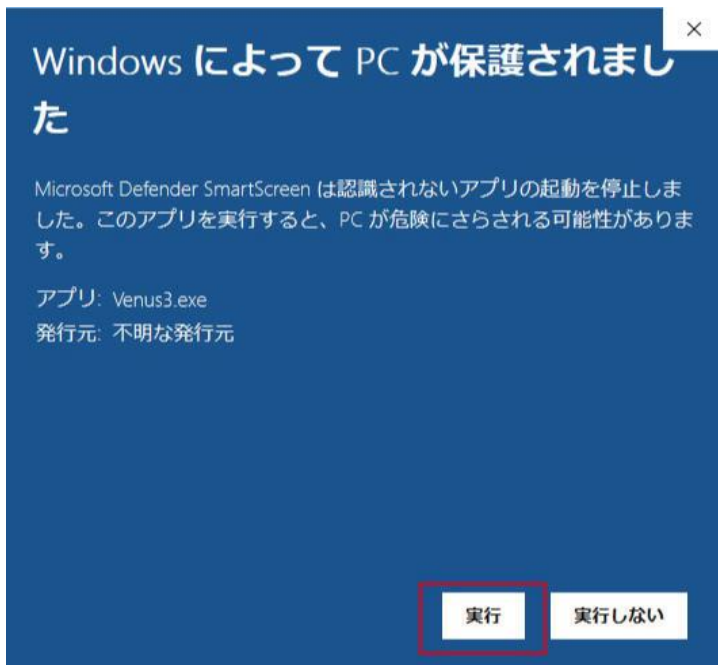 Windows によって PC が保護されまし
た
Microsoft Defender SmartScreen は認識されないアプリの起動を停止しま
した。このアプリを実行すると、PC が危険にさらされる可能性がありま
す。
アプリ: Venus3.exe
発行元: 不明な発行元
実行 実行しない